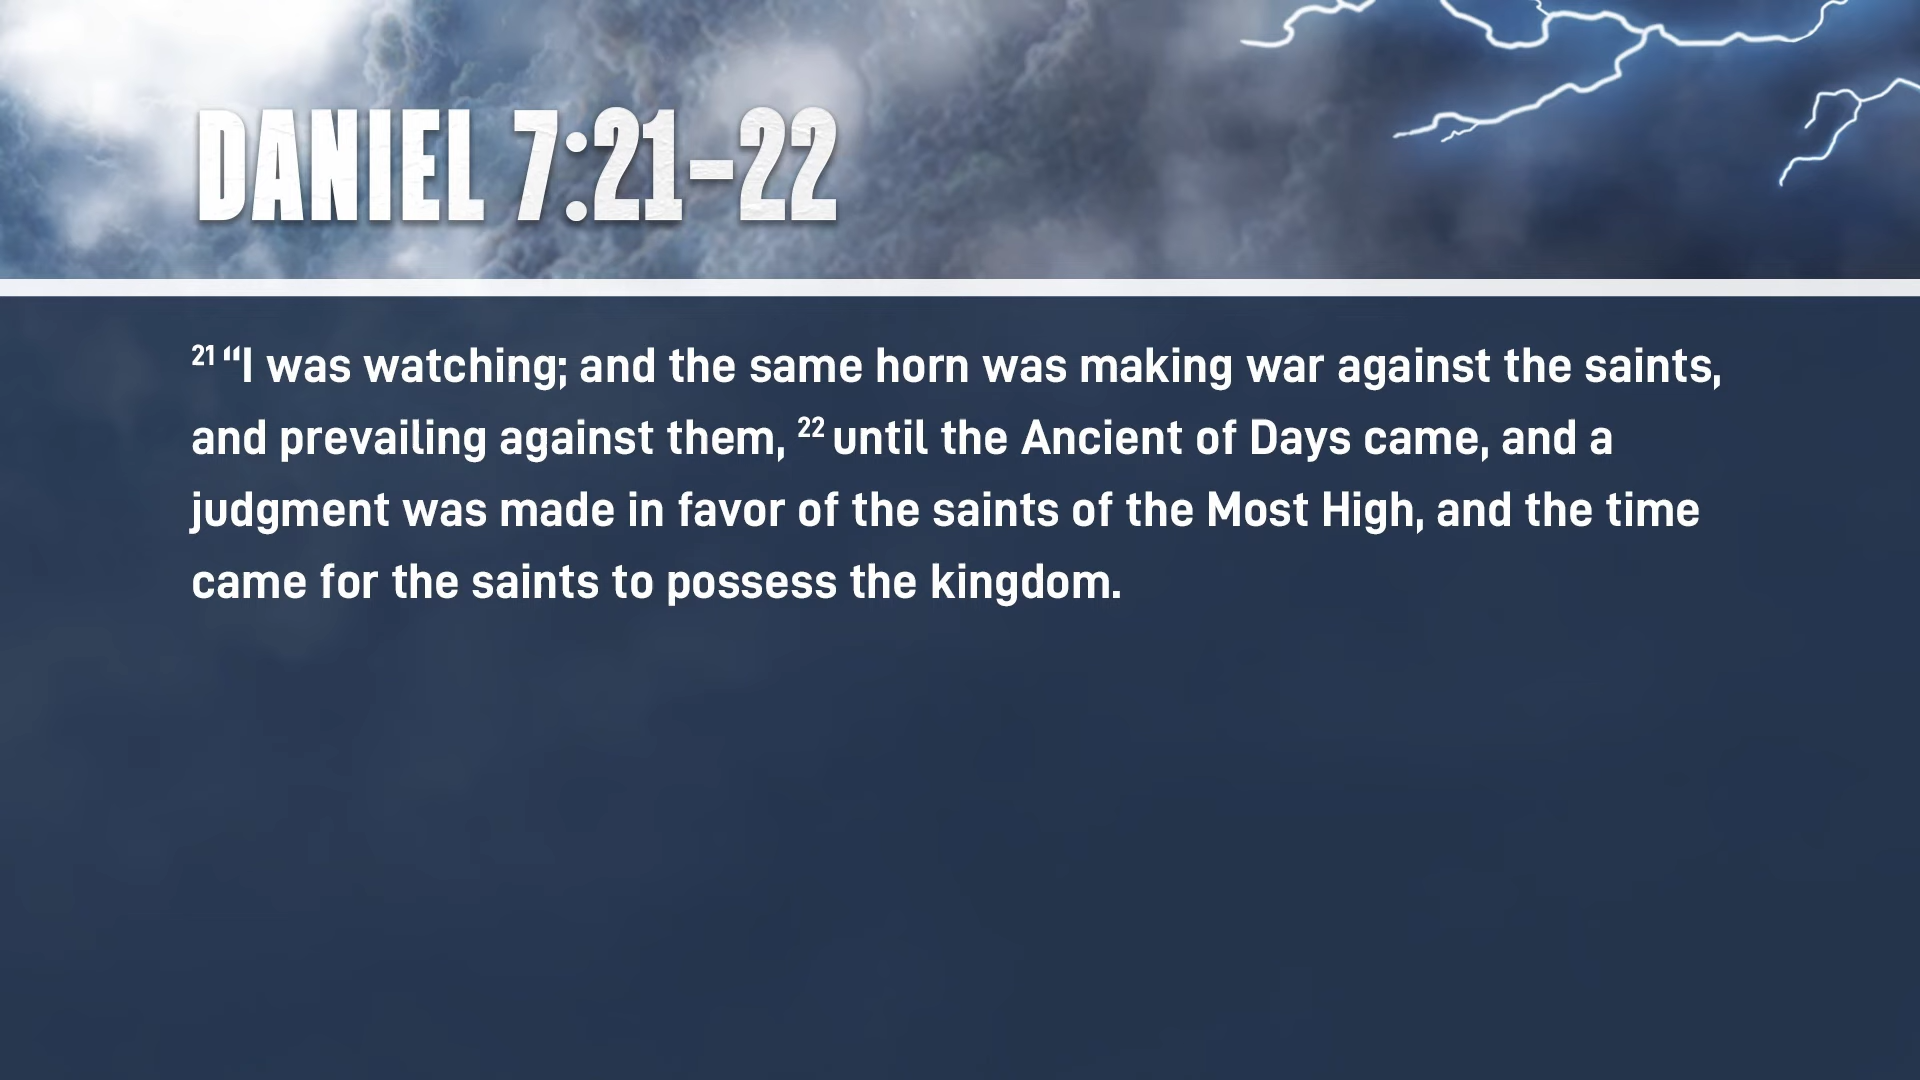 DANIEL 7:21–22
21 “I was watching; and the same horn was making war against the saints,
and prevailing against them, 22 until the Ancient of Days came, and a
judgment was made in favor of the saints of the Most High, and the time
came for the saints to possess the kingdom.